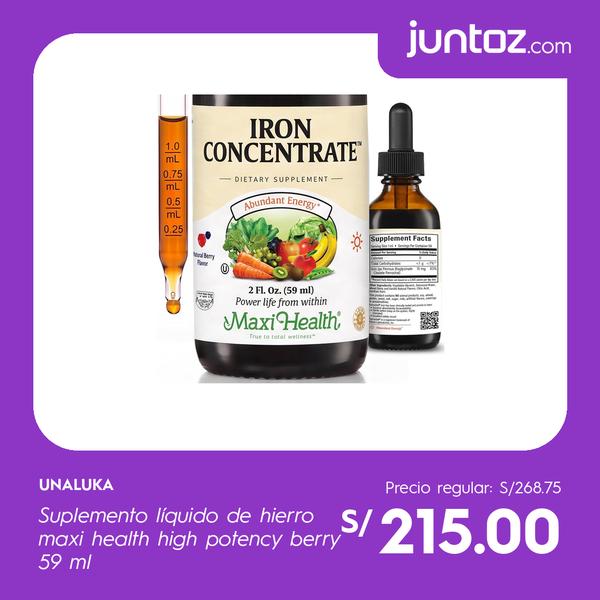 juntoz.com
1.0
mL
0.75
mL
0.5
mL
0.25
IRON
CONCENTRATE™
DIETARY SUPPLEMENT
Abundant Energy*
Natural Berry
Flavor
2 Fl. Oz. (59 ml)
Power life from within
MaxiHealth®
True to total wellness™
Supplement Facts
UNALUKA
Suplemento líquido de hierro
maxi health high potency berry
59 ml
Precio regular: S/268.75
S/215.00